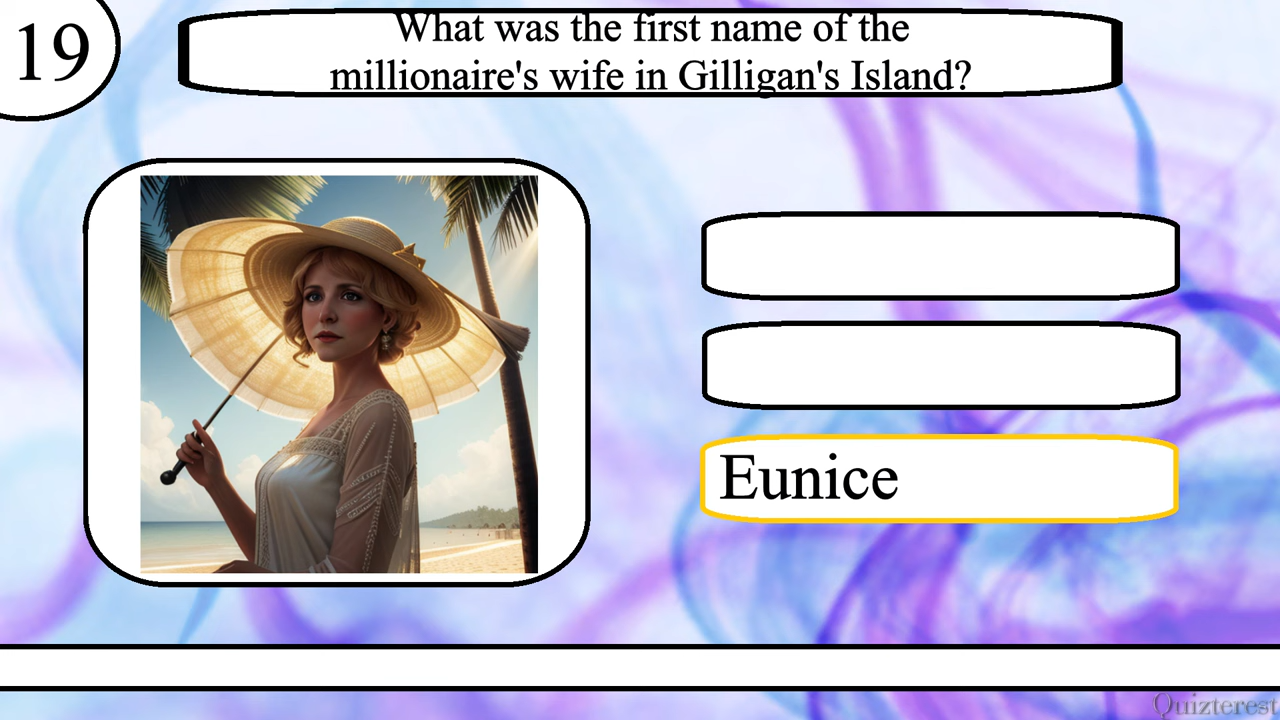 19
What was the first name of the
millionaire's wife in Gilligan's Island?
Eunice
Quizterest